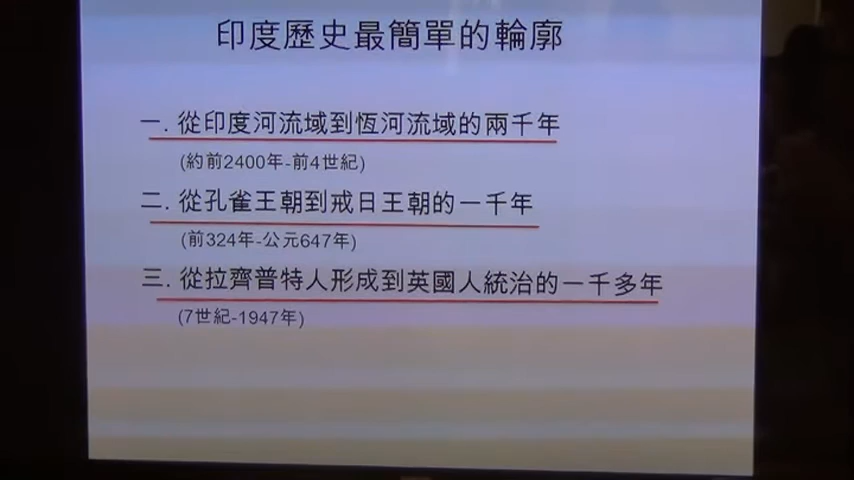 印度歷史最簡單的輪廓
一. 從印度河流域到恆河流域的兩千年
(約前2400年-前4世紀)
二. 從孔雀王朝到戒日王朝的一千年
(前324年-公元647年)
三. 從拉齊普特人形成到英國人統治的一千多年
(7世紀-1947年)